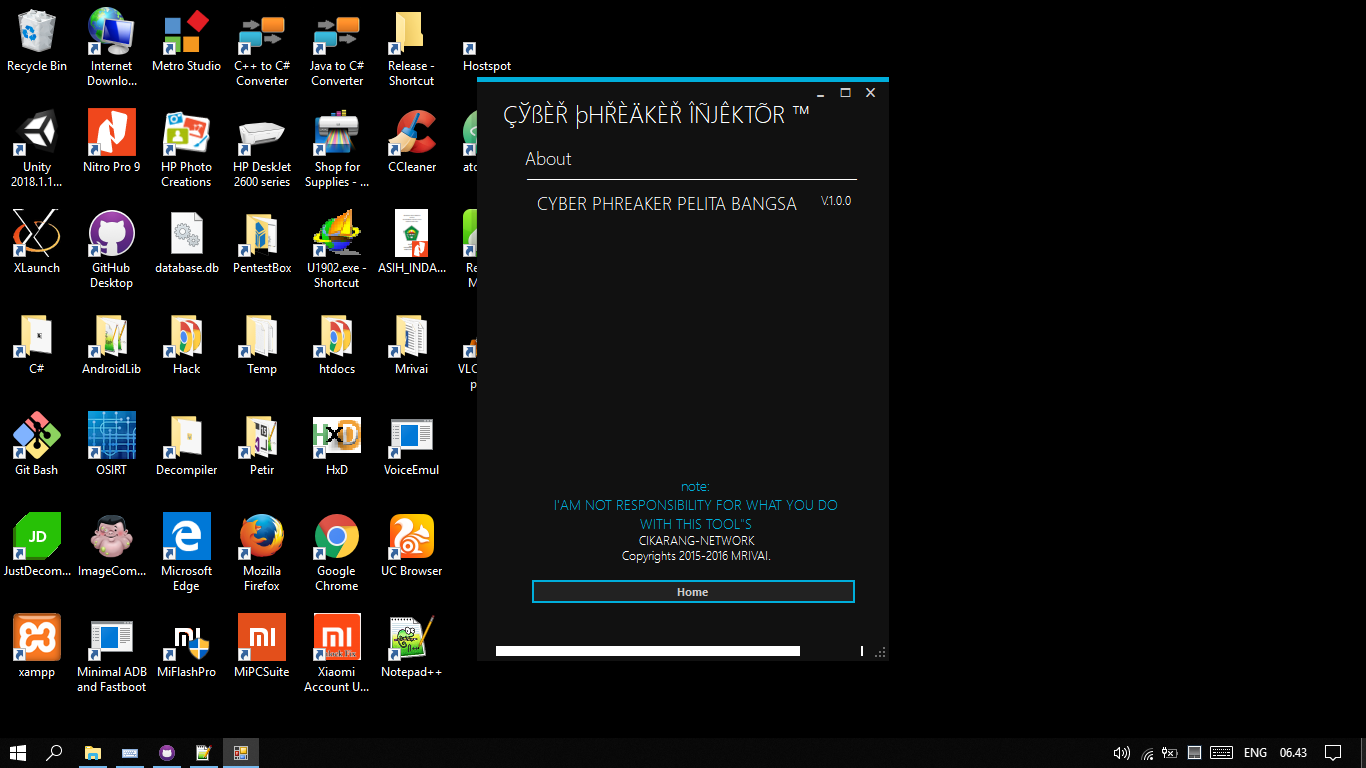 Recycle Bin
Internet
Downlo...
Metro Studio
C++ to C#
Converter
Java to C#
Converter
Release -
Shortcut
Hostspot
Unity
2018.1.1...
Nitro Pro 9
HP Photo
Creations
HP DeskJet
2600 series
Shop for
Supplies - ...
CCleaner
ato
XLaunch
GitHub
Desktop
database.db
PentestBox
U1902.exe -
Shortcut
ASIH_INDA...
Re
M
C#
AndroidLib
Hack
Temp
htdocs
Mrivai
VLC
p
Git Bash
OSIRT
Decompiler
Petir
HxD
HxD
VoiceEmul
JD
JustDecom...
ImageCom...
Microsoft
Edge
Mozilla
Firefox
Google
Chrome
UC Browser
xampp
Minimal ADB
and Fastboot
MiFlashPro
MiPCSuite
Xiaomi
Account U...
Notepad++
ÇЎßÈŘ þHŘÈÄKÈŘ ÎÑJÊKTÕR ™
About
CYBER PHREAKER PELITA BANGSA
V.1.0.0
note:
I'AM NOT RESPONSIBILITY FOR WHAT YOU DO
WITH THIS TOOL"S
CIKARANG-NETWORK
Copyrights 2015-2016 MRIVAI.
Home
ENG
06.43